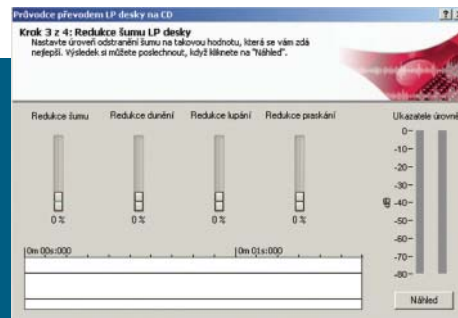 Průvodce převodem LP desky na CD
Krok 3 z 4: Redukce šumu LP desky
Nastavte úroveň odstranění šumu na takovou hodnotu, která se vám zdá
nejlepší. Výsledek si můžete poslechnout, když kliknete na "Náhled".
Redukce šumu Redukce dunění Redukce lupání Redukce praskání Ukazatele úrovně
0 % 0 % 0 % 0 %
0-
-10-
-20-
-30-
-40-
-50-
-60-
-70-
-80-
dB
0m 00s:000 0m 01s:000
Náhled